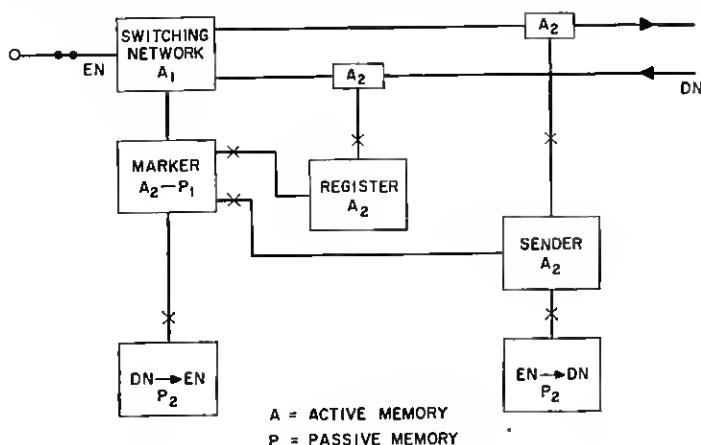 SWITCHING
NETWORK
A1
EN
A2
A2
DN
MARKER
A2—P1
REGISTER
A2
SENDER
A2
DN→EN
P2
EN→DN
P2
A = ACTIVE MEMORY
P = PASSIVE MEMORY